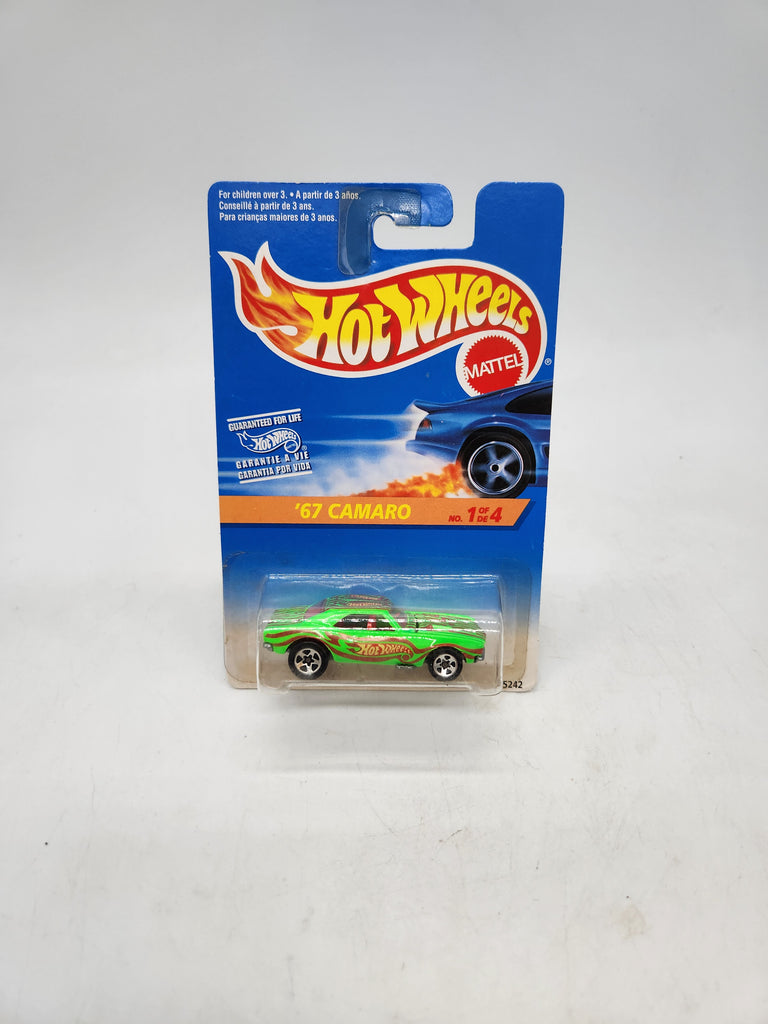 For children over 3. • A partir de 3 años.
Conseillé à partir de 3 ans.
Para crianças maiores de 3 anos.
HOT WHEELS
®
MATTEL
GUARANTEED FOR LIFE
HOT WHEELS
®
GARANTIE A VIE
GARANTIA POR VIDA
'67 CAMARO
NO. 1 OF DE 4
HOT WHEELS
5242